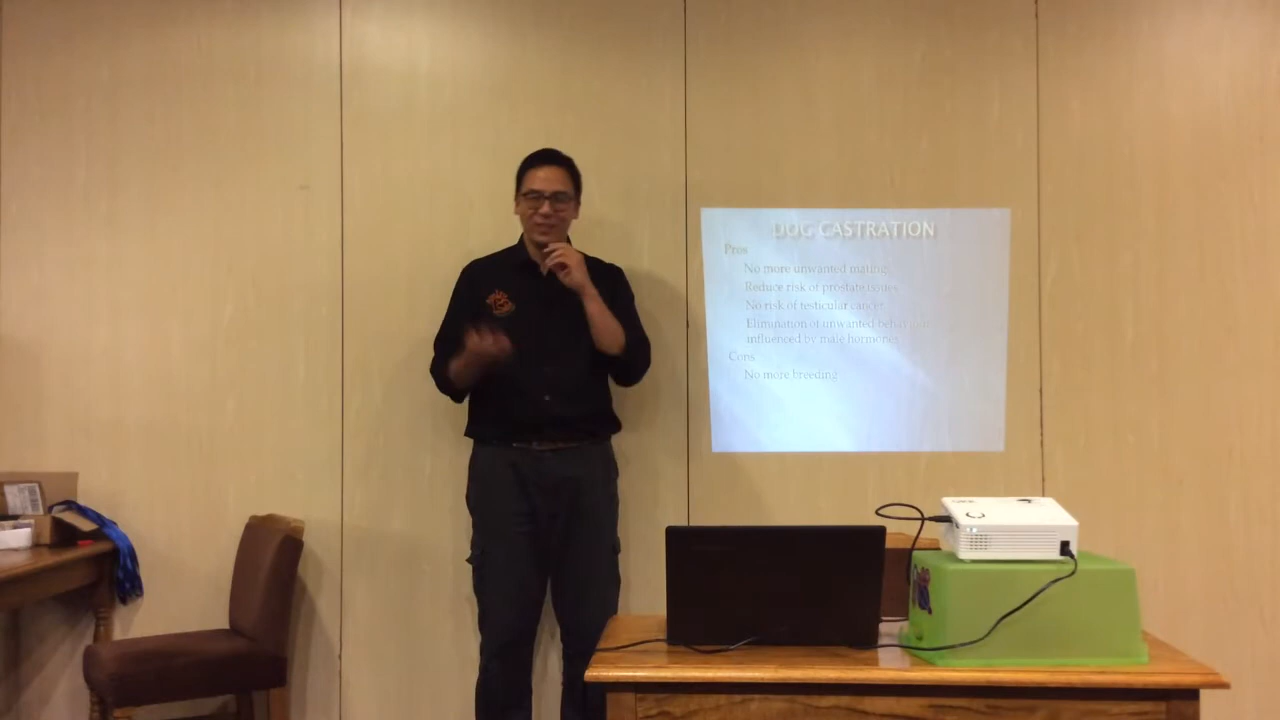 DOG CASTRATION
Pros
No more unwanted mating
Reduce risk of prostate issues
No risk of testicular cancer
Elimination of unwanted behaviors
influenced by male hormones
Cons
No more breeding